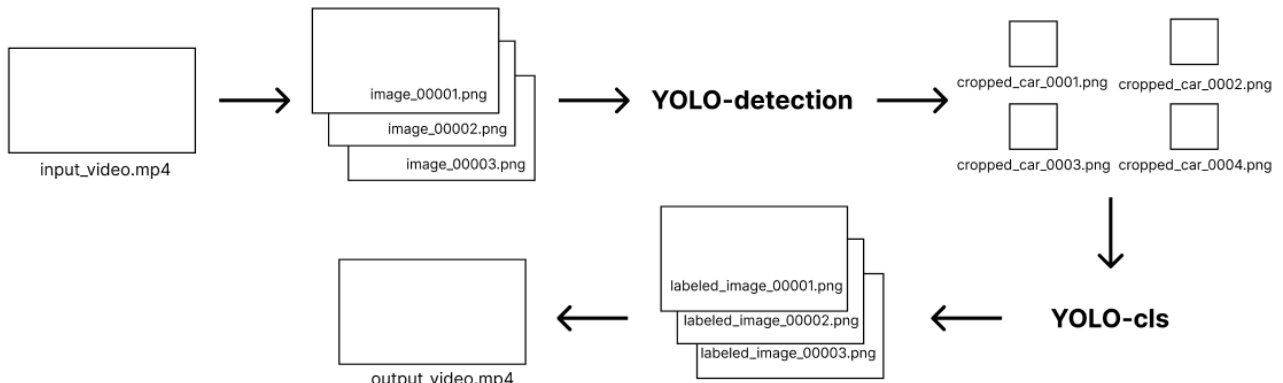 input_video.mp4
image_00001.png
image_00002.png
image_00003.png
YOLO-detection
cropped_car_0001.png
cropped_car_0002.png
cropped_car_0003.png
cropped_car_0004.png
YOLO-cls
labeled_image_00001.png
labeled_image_00002.png
labeled_image_00003.png
output_video.mp4